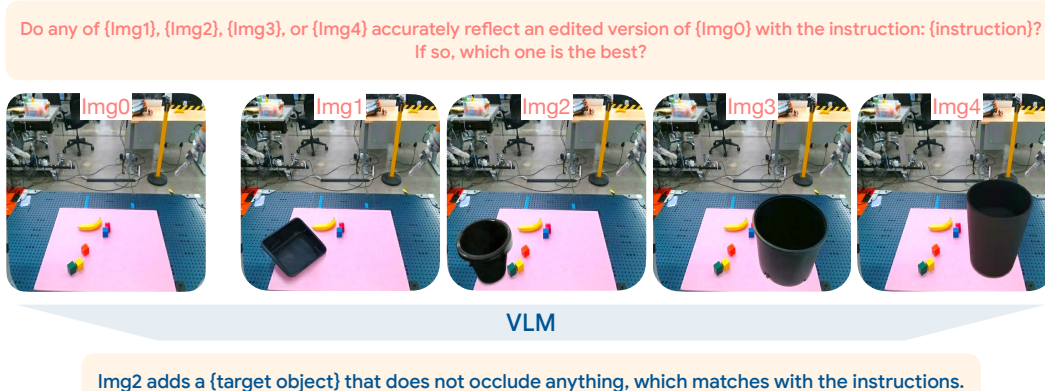 Do any of {Img1}, {Img2}, {Img3}, or {Img4} accurately reflect an edited version of {Img0} with the instruction: {instruction}?
If so, which one is the best?
Img0
Img1
Img2
Img3
Img4
VLM
Img2 adds a {target object} that does not occlude anything, which matches with the instructions.